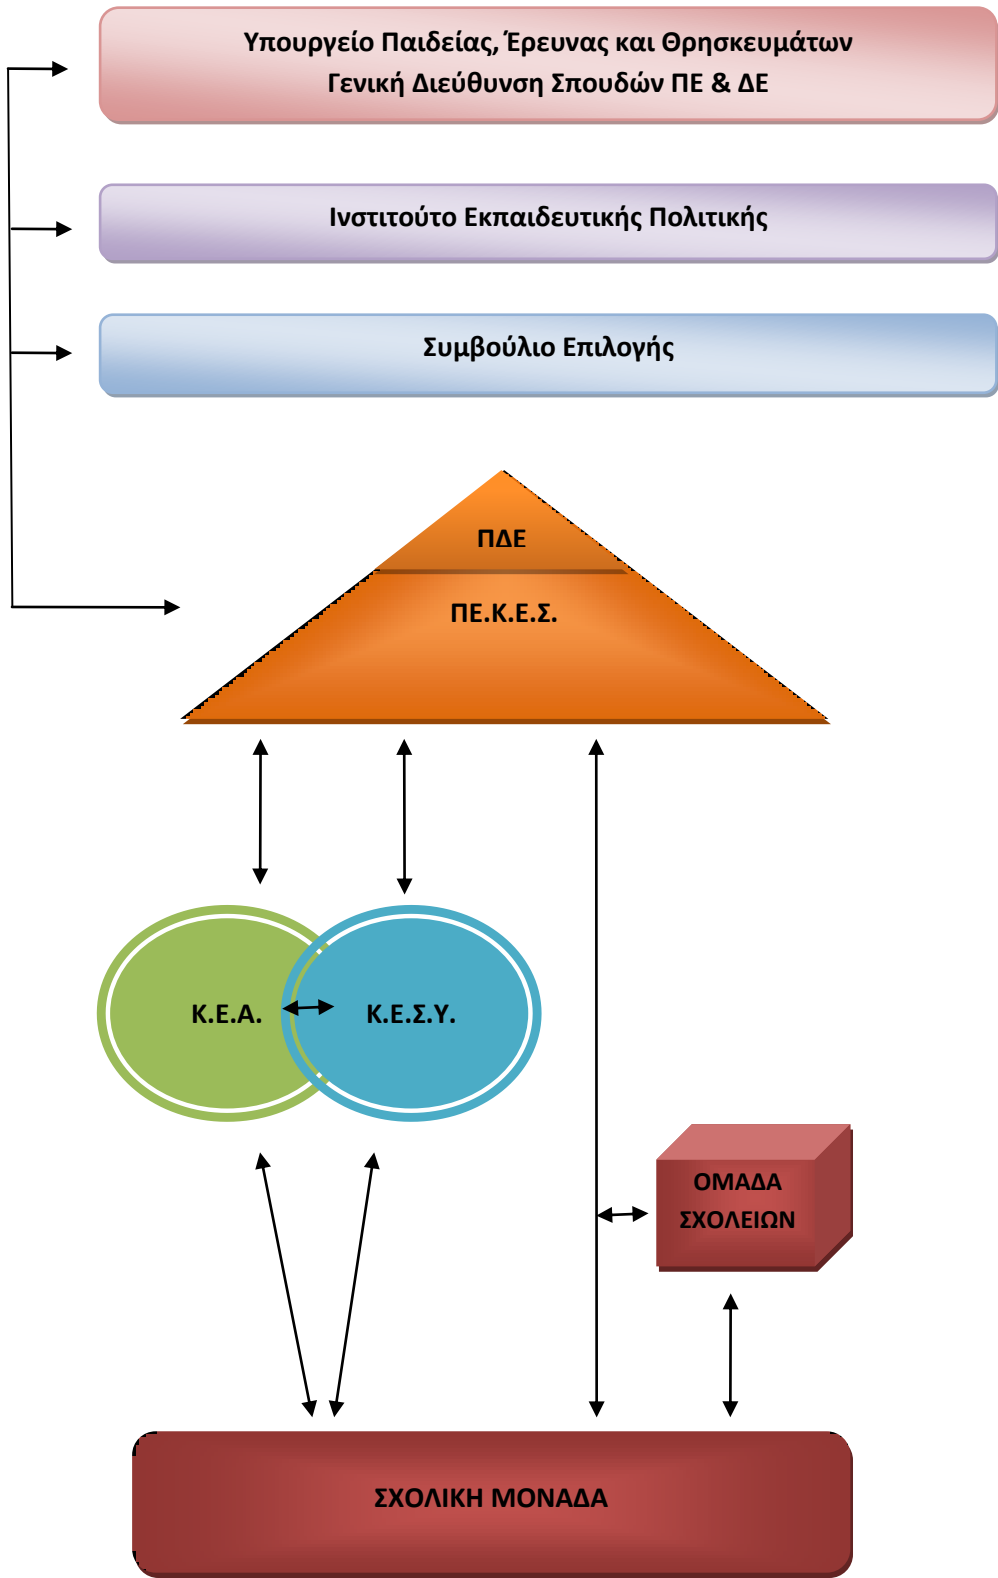 Υπουργείο Παιδείας, Έρευνας και Θρησκευμάτων
Γενική Διεύθυνση Σπουδών ΠΕ & ΔΕ
Ινστιτούτο Εκπαιδευτικής Πολιτικής
Συμβούλιο Επιλογής
ΠΔΕ
ΠΕ.Κ.Ε.Σ.
Κ.Ε.Α.
Κ.Ε.Σ.Υ.
ΟΜΑΔΑ
ΣΧΟΛΕΙΩΝ
ΣΧΟΛΙΚΗ ΜΟΝΑΔΑ